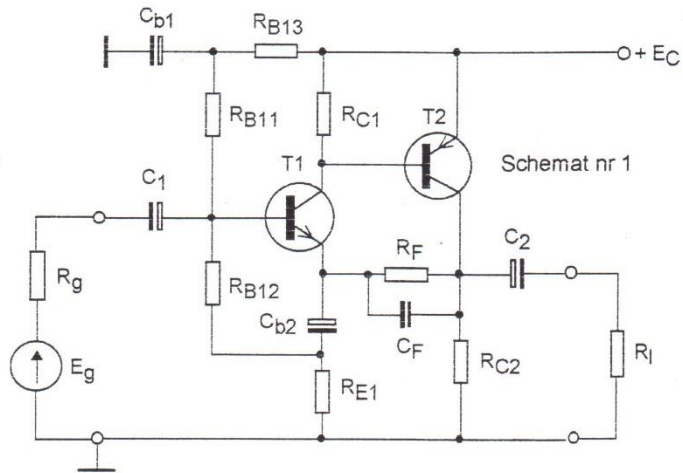 Cb1
RB13
+ EC
RB11
RC1
T2
T1
Schemat nr 1
C1
C2
RF
Rg
RB12
Cb2
CF
RC2
Rl
Eg
RE1